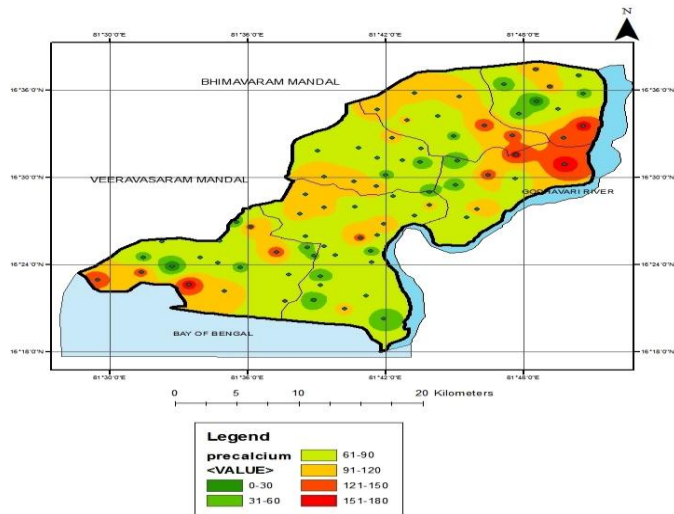 N
81°30'0"E 81°36'0"E 81°42'0"E 81°48'0"E
BHIMAVARAM MANDAL
16°36'0"N 16°36'0"N
16°30'0"N 16°30'0"N
VEERAVASARAM MANDAL
GODHAVARI RIVER
16°24'0"N 16°24'0"N
BAY OF BENGAL
16°18'0"N 16°18'0"N
81°30'0"E 81°36'0"E 81°42'0"E 81°48'0"E
0 5 10 20 Kilometers
Legend
precalcium
<VALUE>
0-30
31-60
61-90
91-120
121-150
151-180